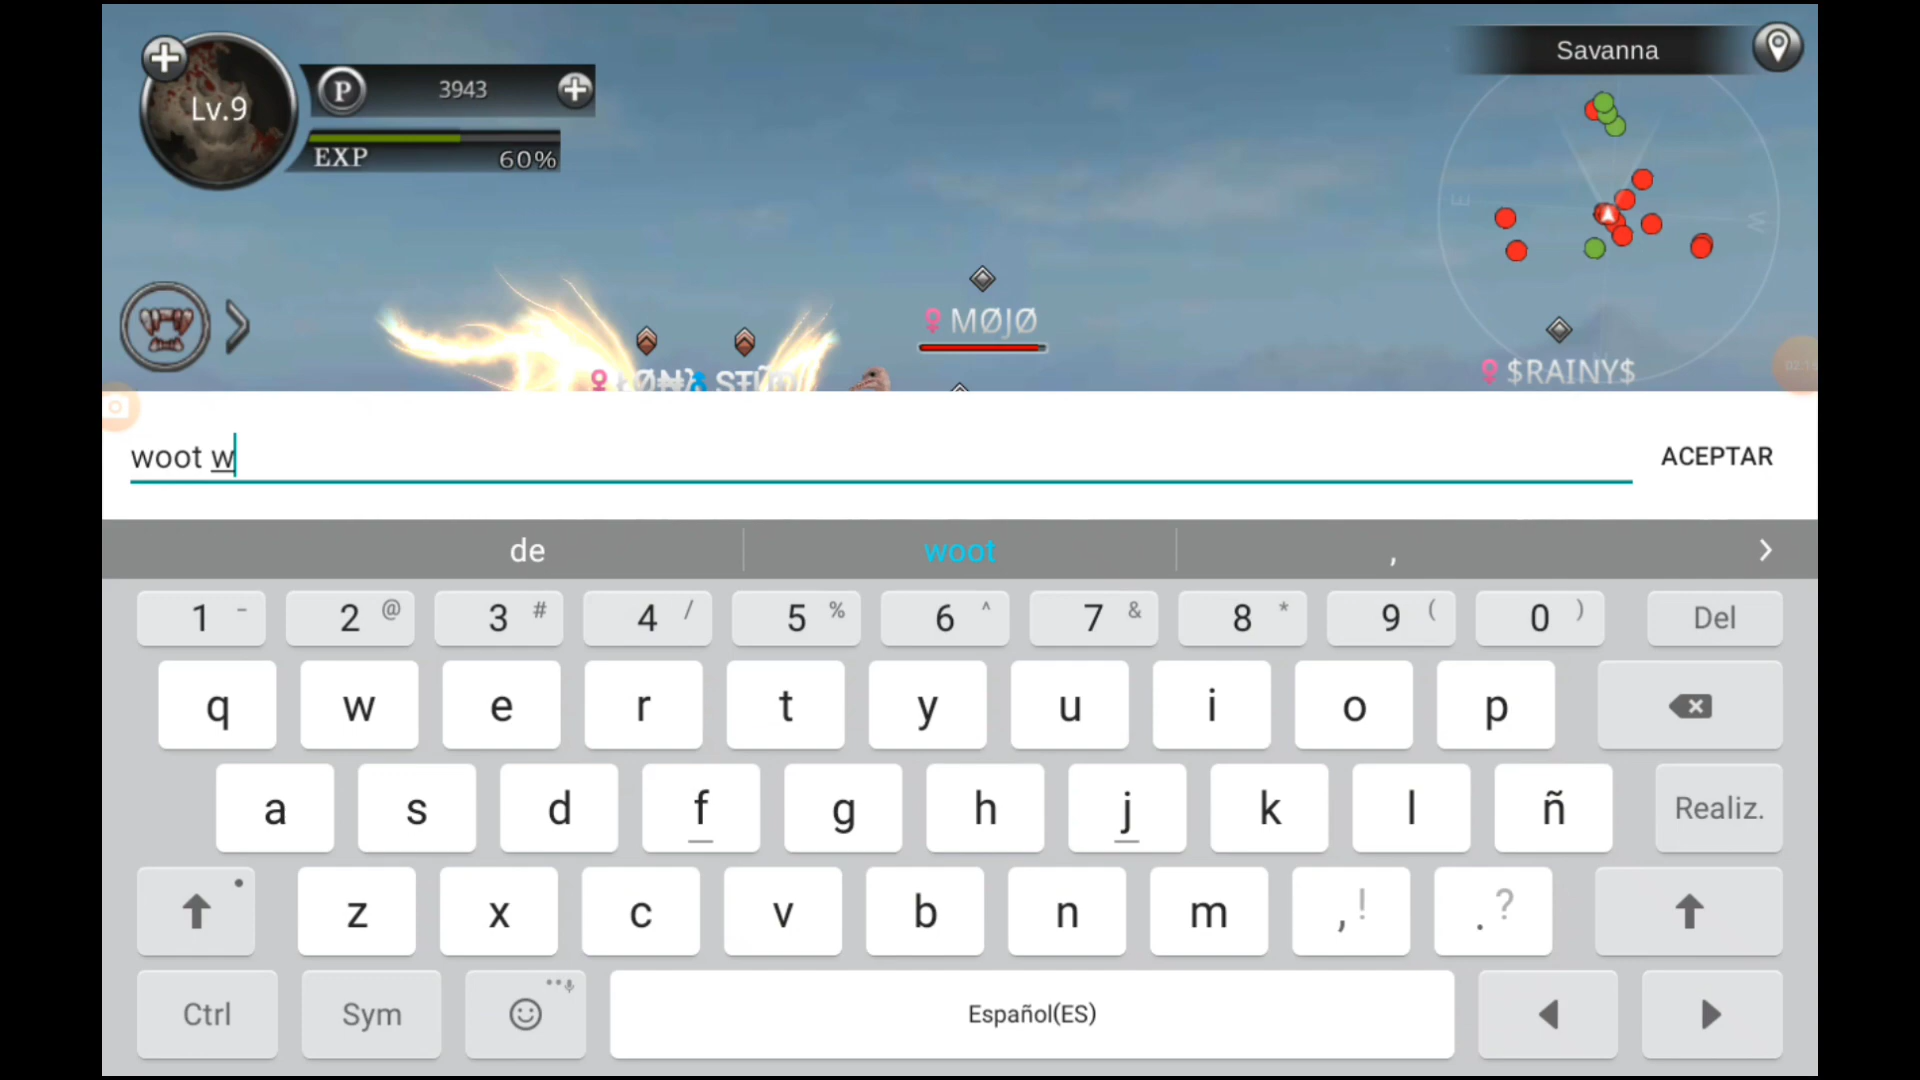 Lv.9
P 3943
EXP 60%
Savanna
E
W
MØJØ
$RAINY$
woot w
ACEPTAR
de woot ,
1 - 2 @ 3 # 4 / 5 % 6 ^ 7 & 8 * 9 ( 0 ) Del
q w e r t y u i o p
a s d f g h j k l ñ Realiz.
z x c v b n m , ! . ?
Ctrl Sym Español(ES)